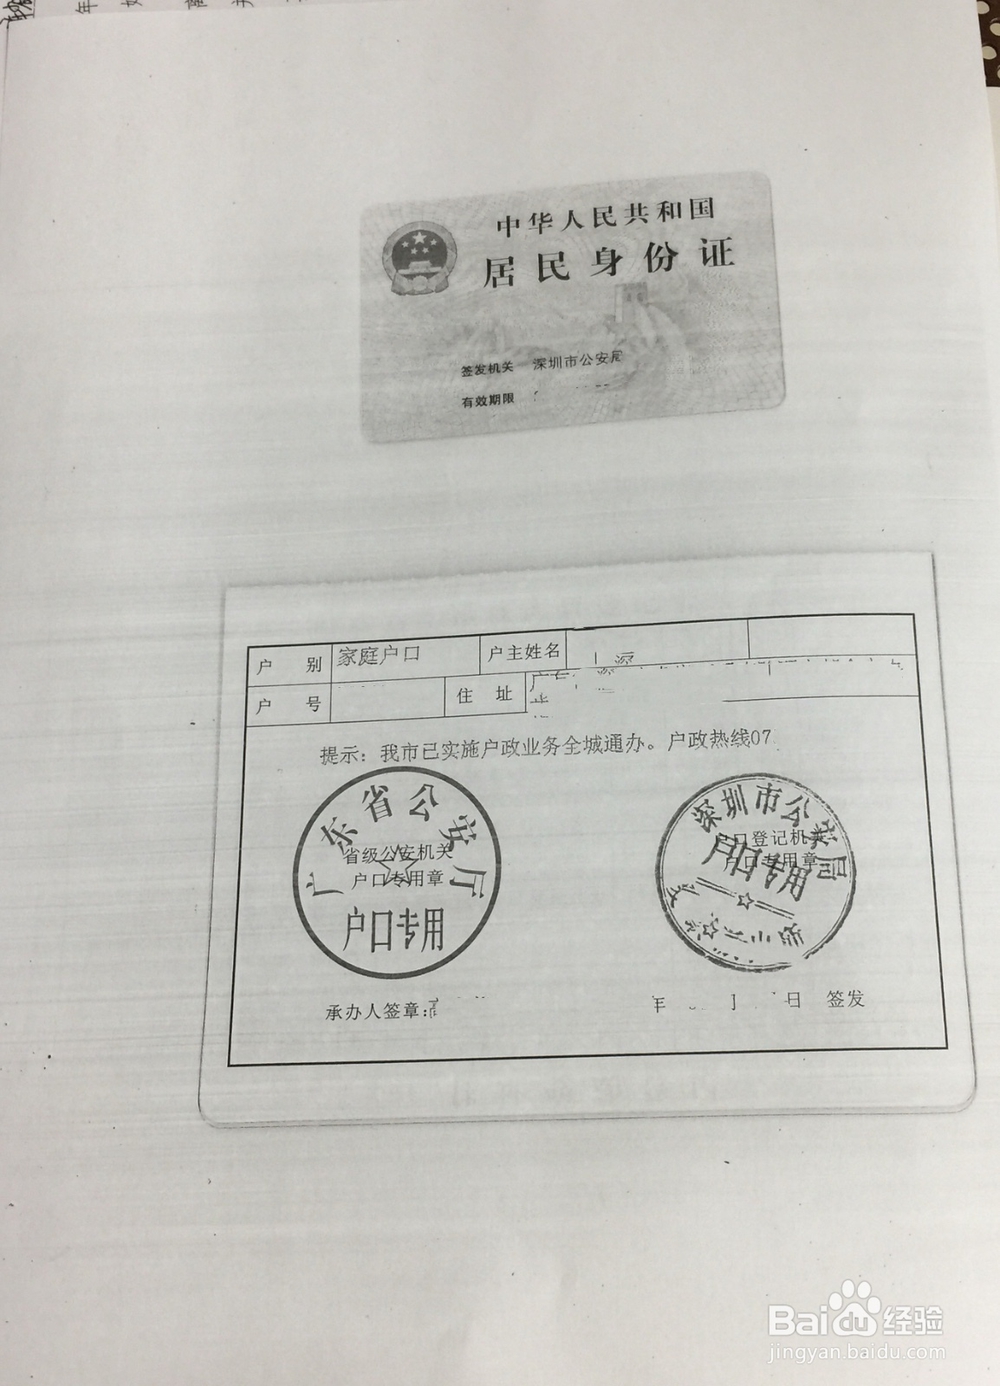 年
中华人民共和国
居民身份证
签发机关 深圳市公安局
有效期限
户别 家庭户口 户主姓名
户号 住址
提示：我市已实施户政业务全城通办。户政热线07
广东省公安厅
省级公安机关
户口专用章
户口专用
深圳市公安局
户口登记机关
户口专用章
户口专用
承办人签章：
年 月 日 签发
Baidu经验
jingyan.baidu.com